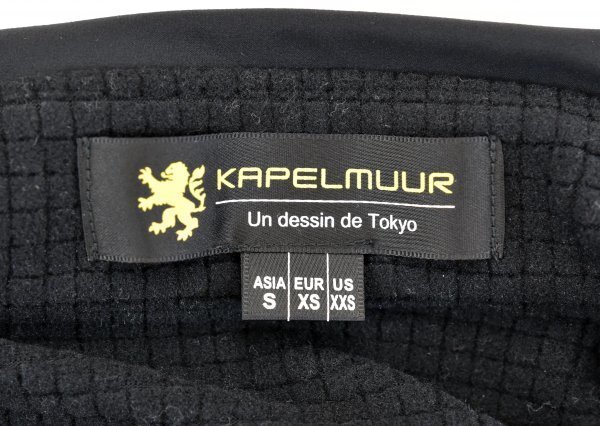 KAPELMUUR
Un dessin de Tokyo
ASIA EUR US
S XS XXS